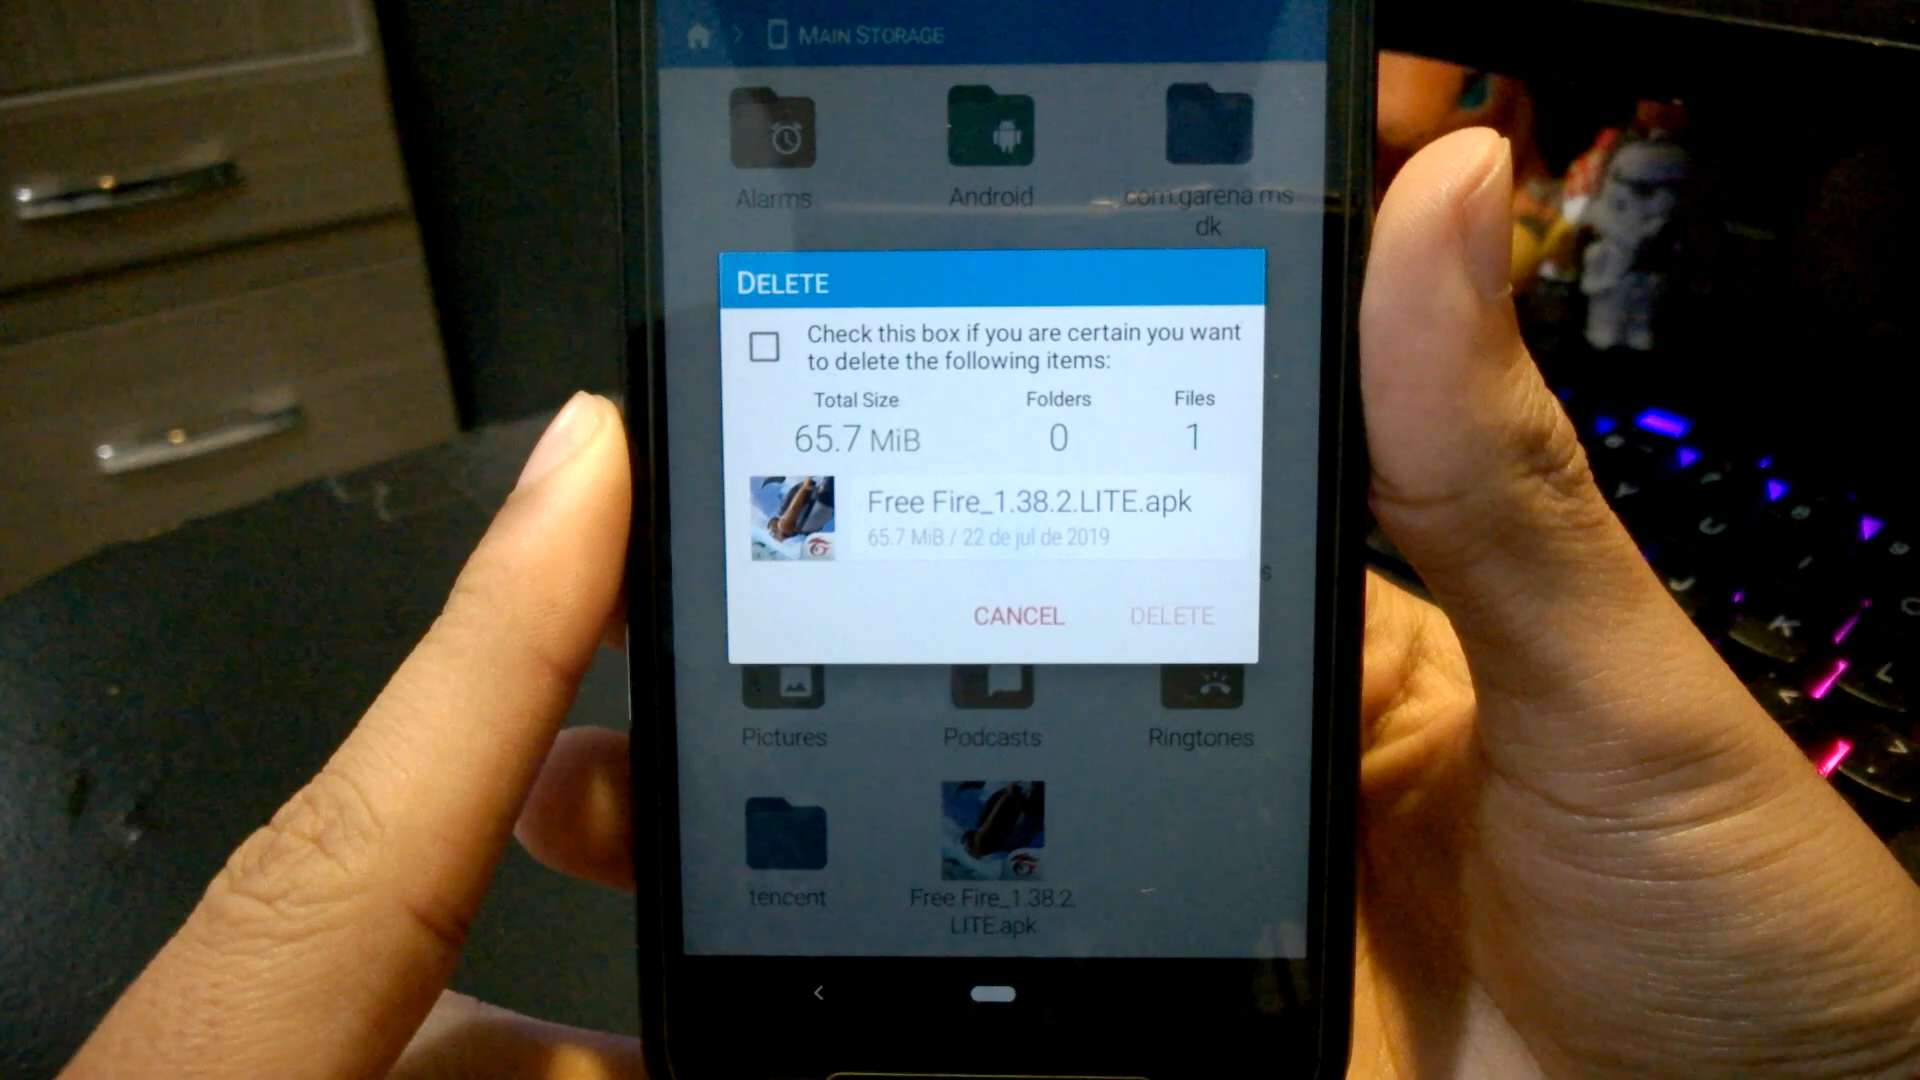 MAIN STORAGE
Alarms
Android
com.garena.ms
dk
DELETE
Check this box if you are certain you want
to delete the following items:
Total Size
Folders
Files
65.7 MiB
0
1
Free Fire_1.38.2.LITE.apk
65.7 MiB / 22 de jul de 2019
s
CANCEL
DELETE
Pictures
Podcasts
Ringtones
tencent
Free Fire_1.38.2.
LITE.apk
K
L